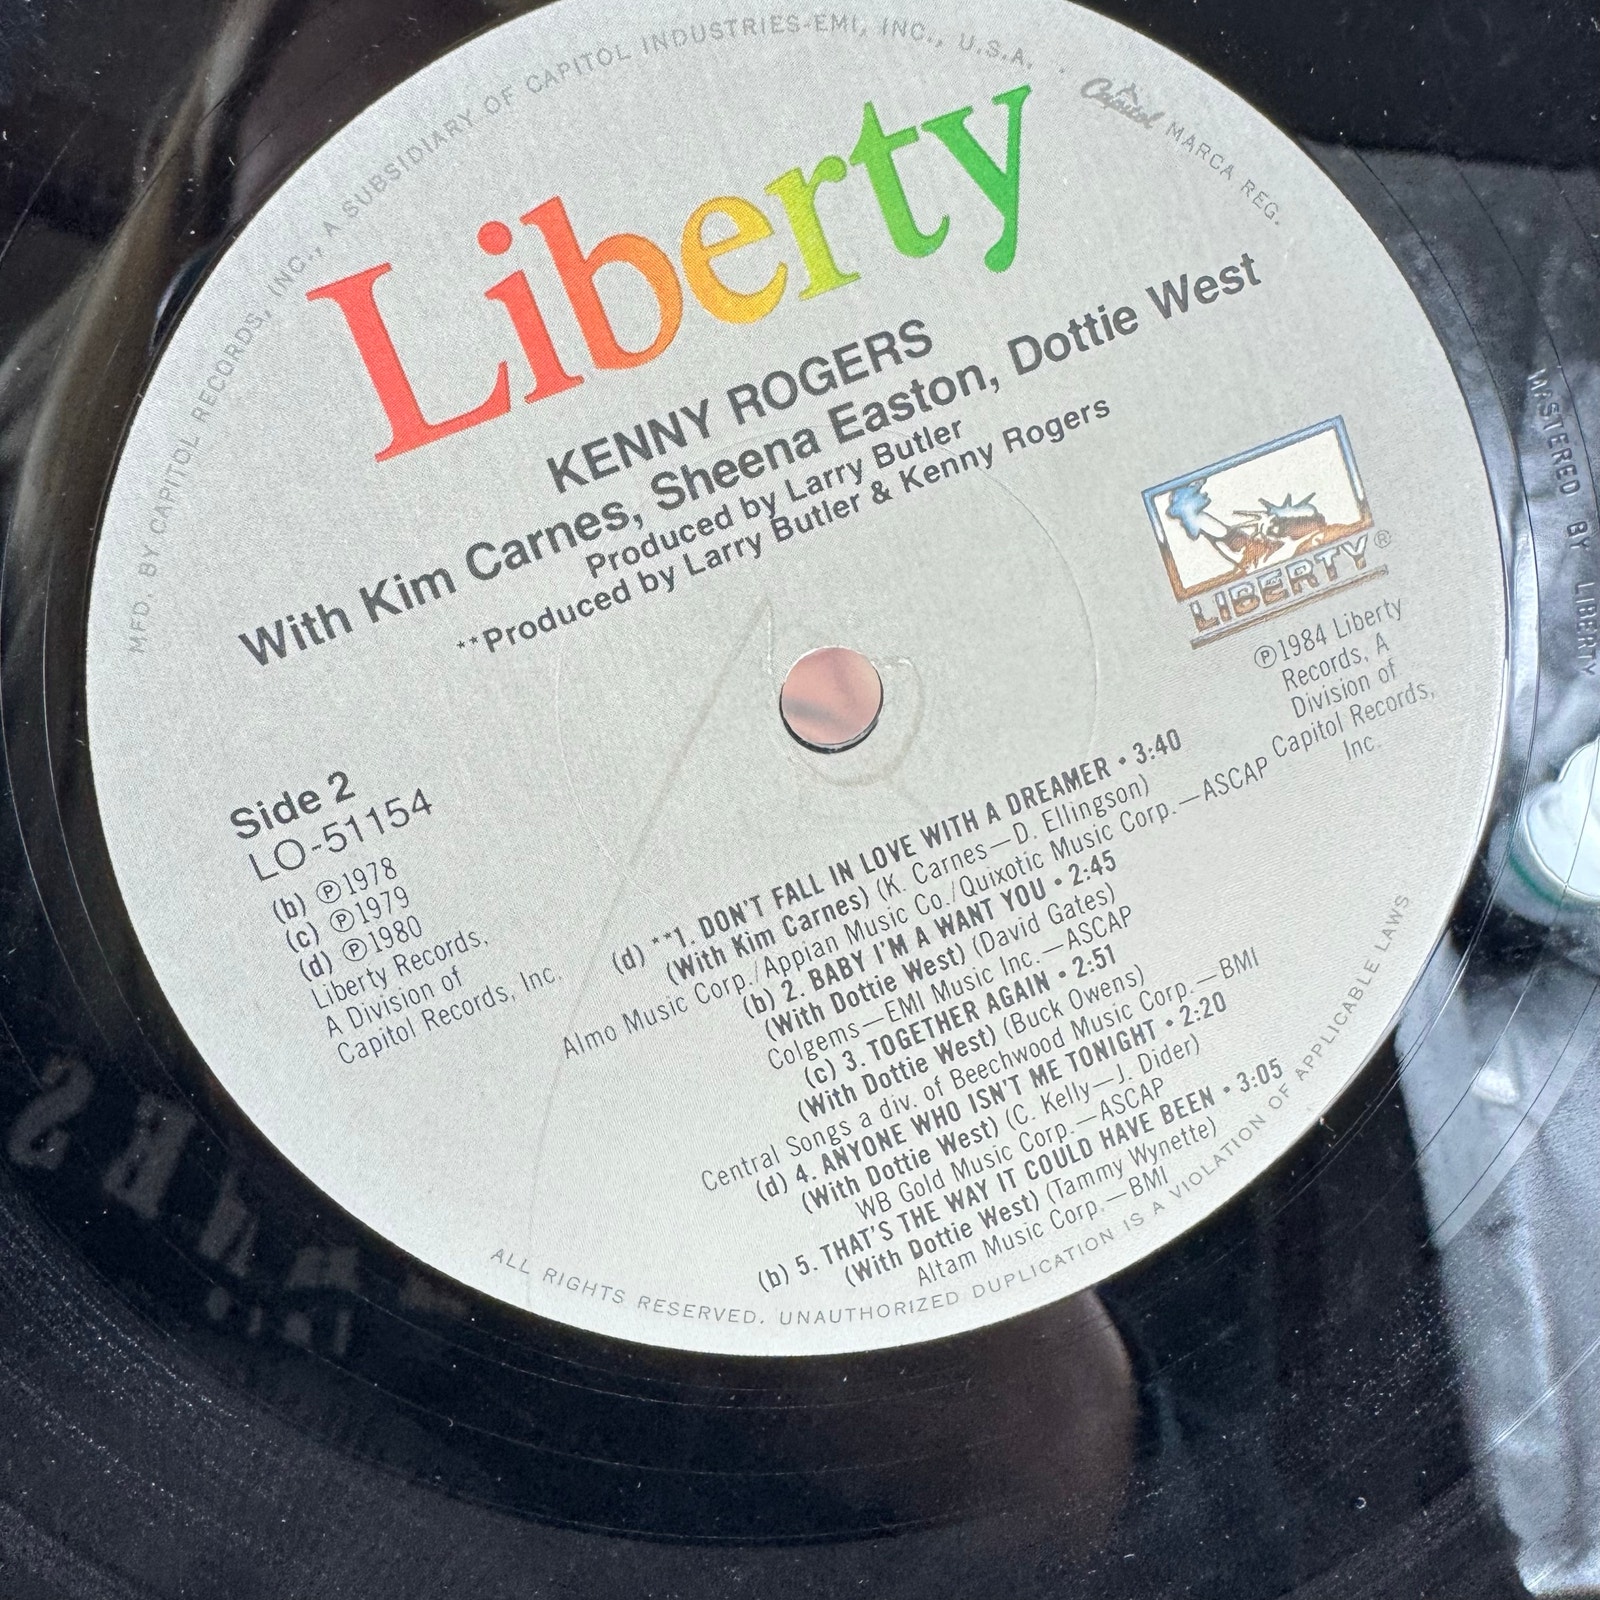 MFD. BY CAPITOL RECORDS, INC., A SUBSIDIARY OF CAPITOL INDUSTRIES-EMI, INC., U.S.A. · Capitol MARCA REG.
Liberty
KENNY ROGERS
With Kim Carnes, Sheena Easton, Dottie West
Produced by Larry Butler
**Produced by Larry Butler & Kenny Rogers
LIBERTY®
℗1984 Liberty
Records, A
Division of
Capitol Records,
Inc.
Side 2
LO-51154
(b) ℗1978
(c) ℗1979
(d) ℗1980
Liberty Records,
A Division of
Capitol Records, Inc.
(d) **1. DON'T FALL IN LOVE WITH A DREAMER • 3:40
(With Kim Carnes) (K. Carnes—D. Ellingson)
Almo Music Corp./Appian Music Co./Quixotic Music Corp.—ASCAP
(b) 2. BABY I'M A WANT YOU • 2:45
(With Dottie West) (David Gates)
Colgems—EMI Music Inc.—ASCAP
(c) 3. TOGETHER AGAIN • 2:51
(With Dottie West) (Buck Owens)
Central Songs a div. of Beechwood Music Corp.—BMI
(d) 4. ANYONE WHO ISN'T ME TONIGHT • 2:20
(With Dottie West) (C. Kelly—J. Dider)
WB Gold Music Corp.—ASCAP
(b) 5. THAT'S THE WAY IT COULD HAVE BEEN • 3:05
(With Dottie West) (Tammy Wynette)
Altam Music Corp.—BMI
ALL RIGHTS RESERVED. UNAUTHORIZED DUPLICATION IS A VIOLATION OF APPLICABLE LAWS
MASTERED BY LIBERTY